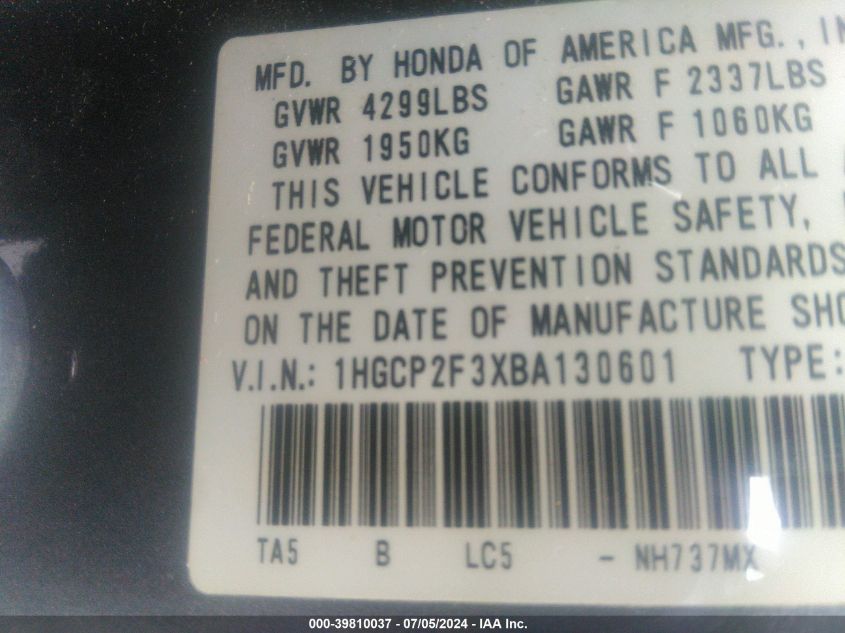 MFD. BY HONDA OF AMERICA MFG., IN
GVWR 4299LBS GAWR F 2337LBS
GVWR 1950KG GAWR F 1060KG
THIS VEHICLE CONFORMS TO ALL
FEDERAL MOTOR VEHICLE SAFETY,
AND THEFT PREVENTION STANDARDS
ON THE DATE OF MANUFACTURE SHO
V.I.N.: 1HGCP2F3XBA130601 TYPE:
TA5 B LC5 - NH737MX
000-39810037 - 07/05/2024 - IAA Inc.